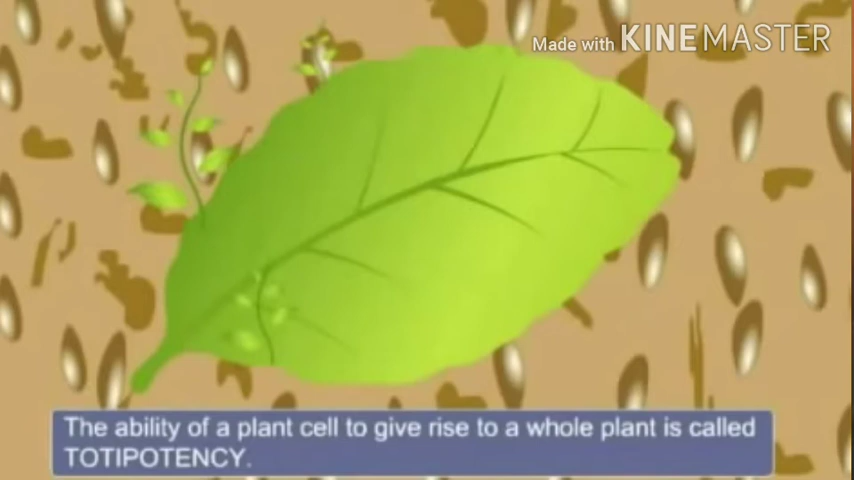 Made with KINEMASTER
The ability of a plant cell to give rise to a whole plant is called
TOTIPOTENCY.